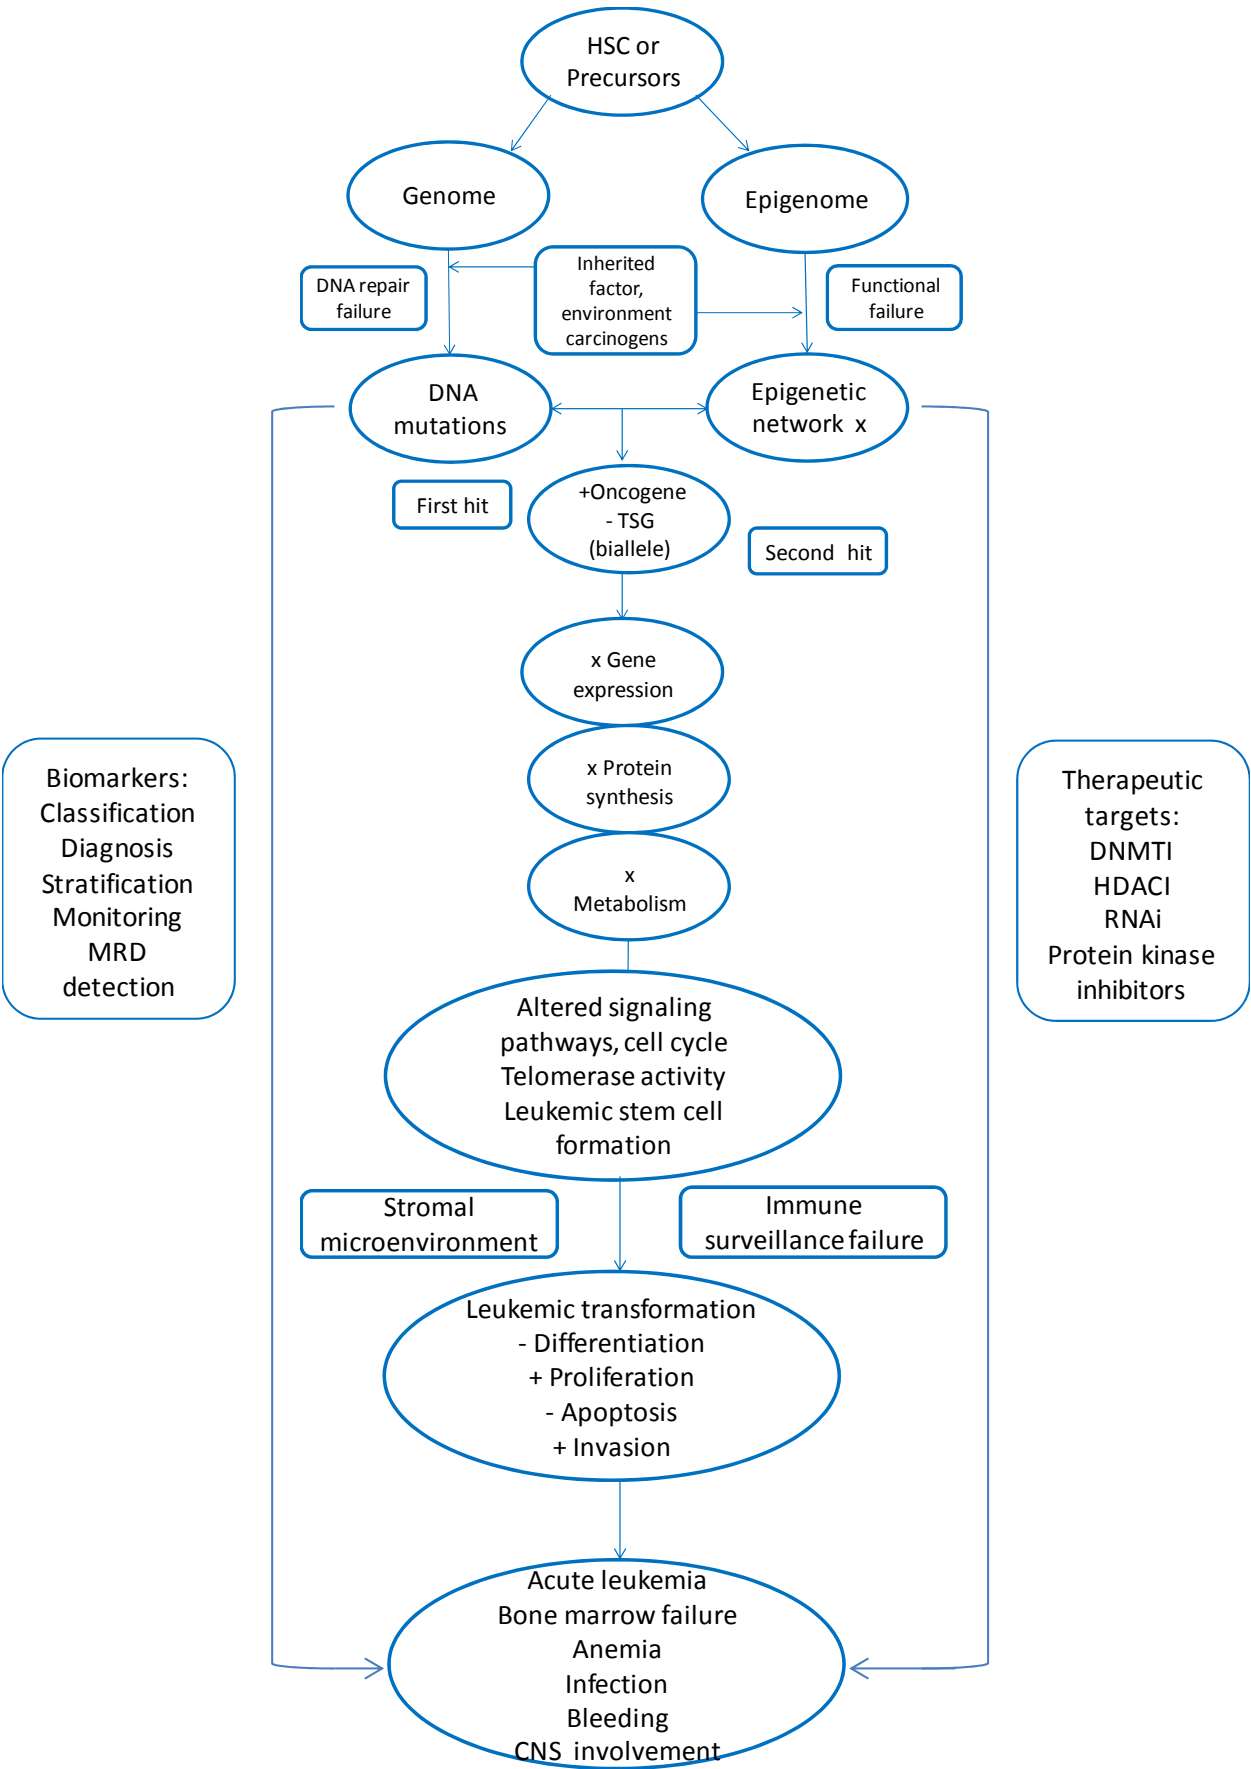 HSC or
Precursors
Genome
Epigenome
DNA repair
failure
Inherited
factor,
environment
carcinogens
Functional
failure
DNA
mutations
Epigenetic
network x
First hit
+Oncogene
- TSG
(biallele)
Second hit
x Gene
expression
x Protein
synthesis
x
Metabolism
Biomarkers:
Classification
Diagnosis
Stratification
Monitoring
MRD
detection
Therapeutic
targets:
DNMTI
HDACI
RNAi
Protein kinase
inhibitors
Altered signaling
pathways, cell cycle
Telomerase activity
Leukemic stem cell
formation
Stromal
microenvironment
Immune
surveillance failure
Leukemic transformation
- Differentiation
+ Proliferation
- Apoptosis
+ Invasion
Acute leukemia
Bone marrow failure
Anemia
Infection
Bleeding
CNS involvement